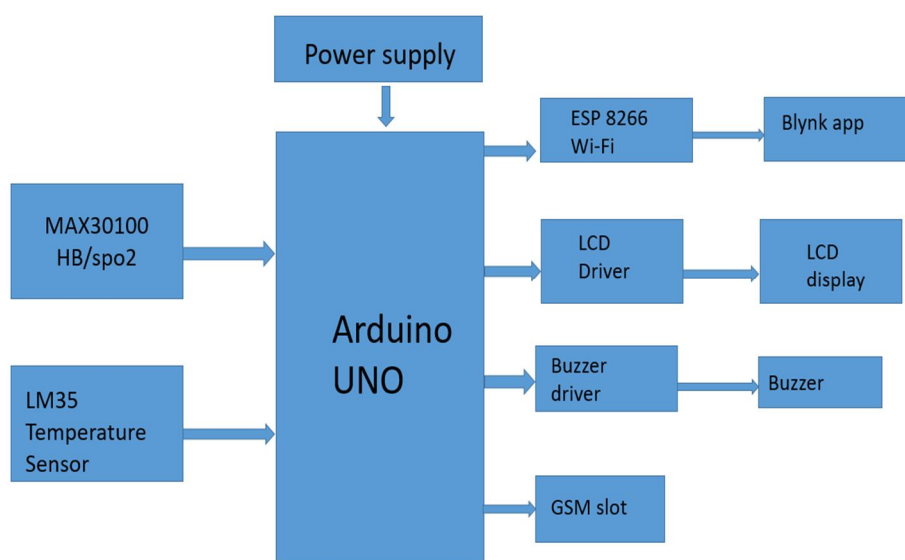 Power supply
ESP 8266
Wi-Fi
Blynk app
MAX30100
HB/spo2
LCD
Driver
LCD
display
Arduino
UNO
Buzzer
driver
Buzzer
LM35
Temperature
Sensor
GSM slot